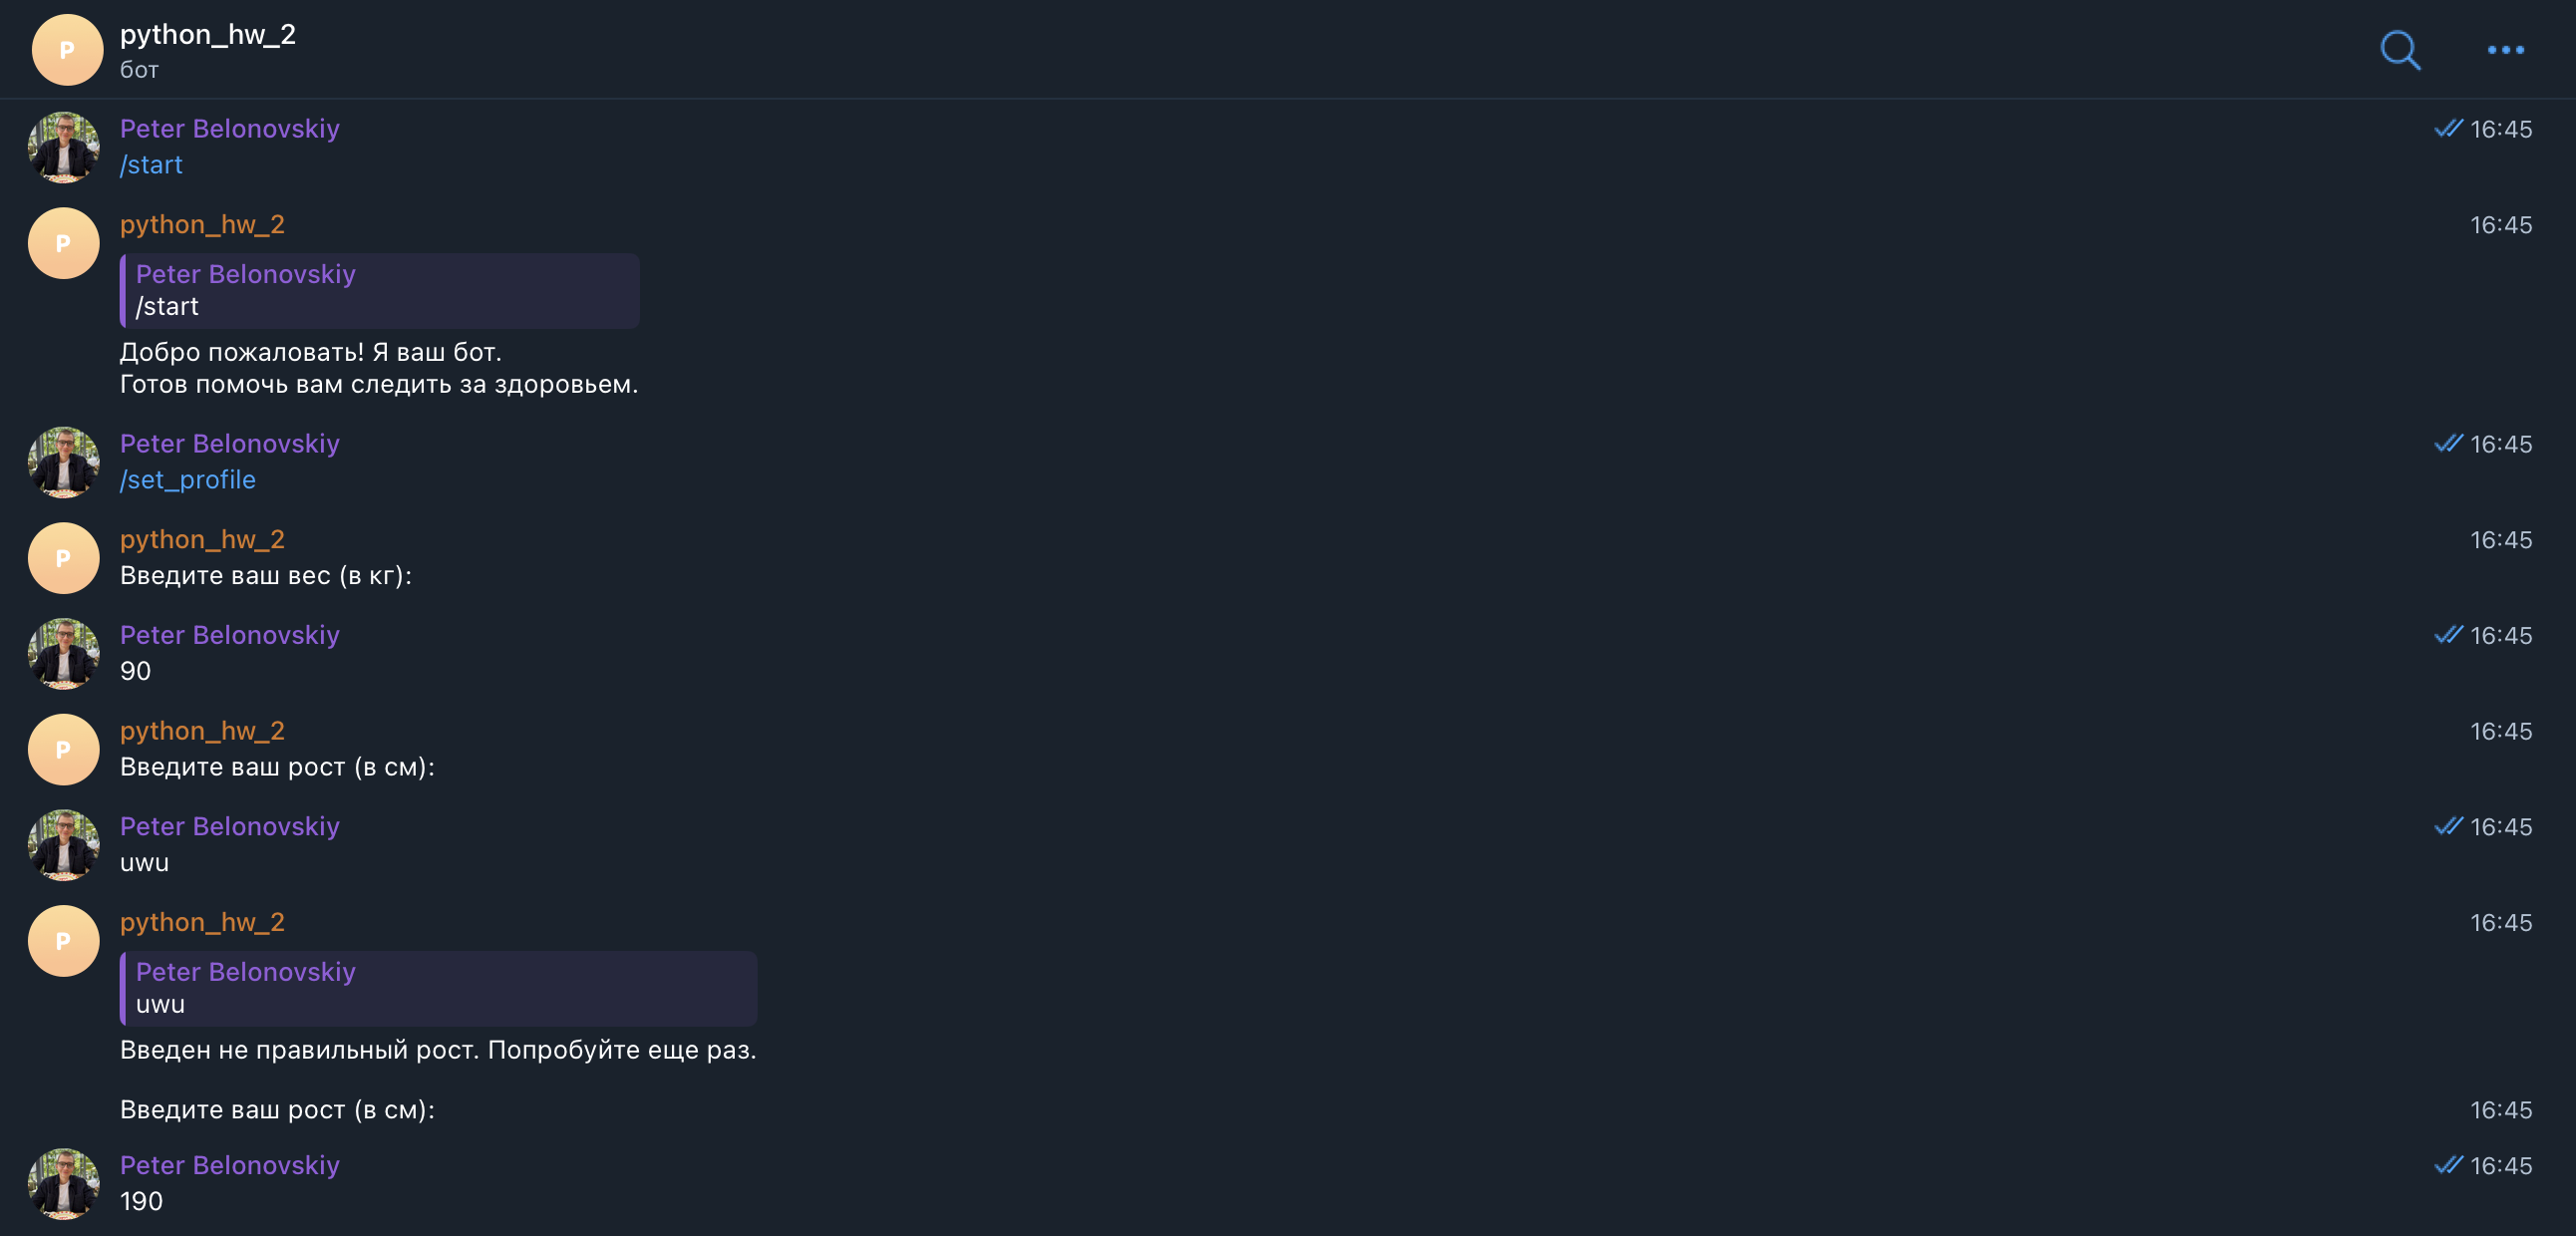 P
python_hw_2
бот
Peter Belonovskiy
16:45
/start
P
python_hw_2
16:45
Peter Belonovskiy
/start
Добро пожаловать! Я ваш бот.
Готов помочь вам следить за здоровьем.
Peter Belonovskiy
16:45
/set_profile
P
python_hw_2
16:45
Введите ваш вес (в кг):
Peter Belonovskiy
16:45
90
P
python_hw_2
16:45
Введите ваш рост (в см):
Peter Belonovskiy
16:45
uwu
P
python_hw_2
16:45
Peter Belonovskiy
uwu
Введен не правильный рост. Попробуйте еще раз.
Введите ваш рост (в см):
16:45
Peter Belonovskiy
16:45
190